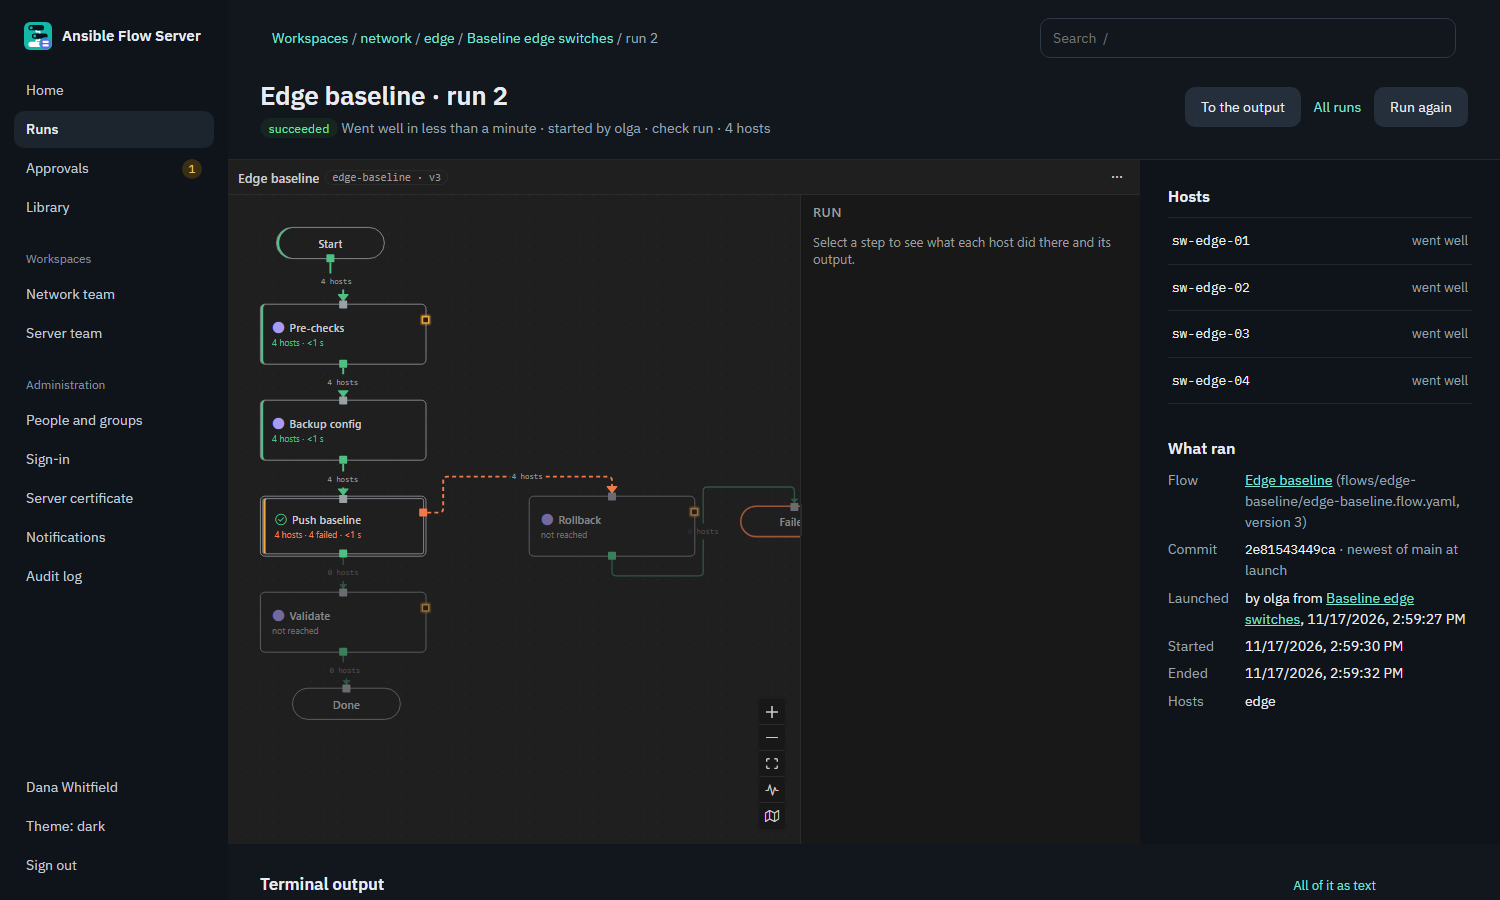 Ansible Flow Server
Home
Runs
Approvals 1
Library
Workspaces
Network team
Server team
Administration
People and groups
Sign-in
Server certificate
Notifications
Audit log
Dana Whitfield
Theme: dark
Sign out
Workspaces / network / edge / Baseline edge switches / run 2
Search /
Edge baseline · run 2
succeeded Went well in less than a minute · started by olga · check run · 4 hosts
To the output
All runs
Run again
Edge baseline edge-baseline · v3
Start
4 hosts
Pre-checks
4 hosts · <1 s
4 hosts
Backup config
4 hosts · <1 s
4 hosts
Push baseline
4 hosts · 4 failed · <1 s
4 hosts
Rollback
not reached
0 hosts
Faile
0 hosts
Validate
not reached
0 hosts
Done
RUN
Select a step to see what each host did there and its
output.
Hosts
sw-edge-01 went well
sw-edge-02 went well
sw-edge-03 went well
sw-edge-04 went well
What ran
Flow Edge baseline (flows/edge-
baseline/edge-baseline.flow.yaml,
version 3)
Commit 2e81543449ca · newest of main at
launch
Launched by olga from Baseline edge
switches, 11/17/2026, 2:59:27 PM
Started 11/17/2026, 2:59:30 PM
Ended 11/17/2026, 2:59:32 PM
Hosts edge
Terminal output
All of it as text